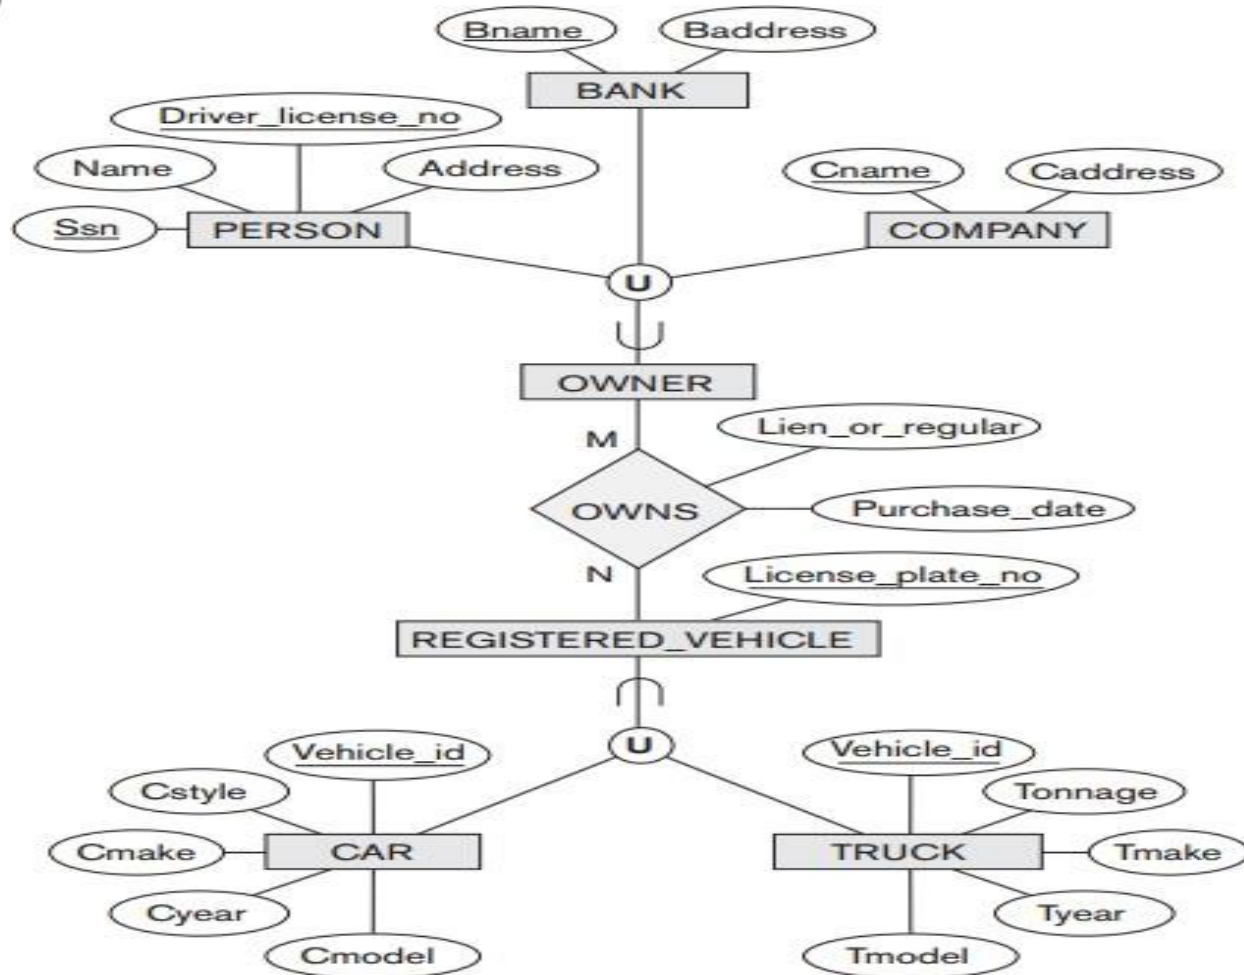 Bname Baddress
BANK
Driver_license_no
Name Address
Cname Caddress
Ssn PERSON
COMPANY
U
OWNER
M
Lien_or_regular
OWNS
Purchase_date
N
License_plate_no
REGISTERED_VEHICLE
U
Vehicle_id
Vehicle_id
Cstyle
Tonnage
Cmake
CAR
TRUCK
Tmake
Cyear
Tyear
Cmodel
Tmodel